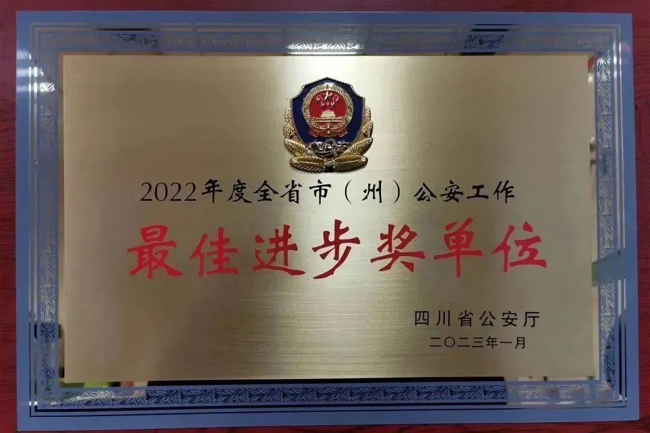 2022年度全省市（州）公安工作
最佳进步奖单位
四川省公安厅
二〇二三年一月